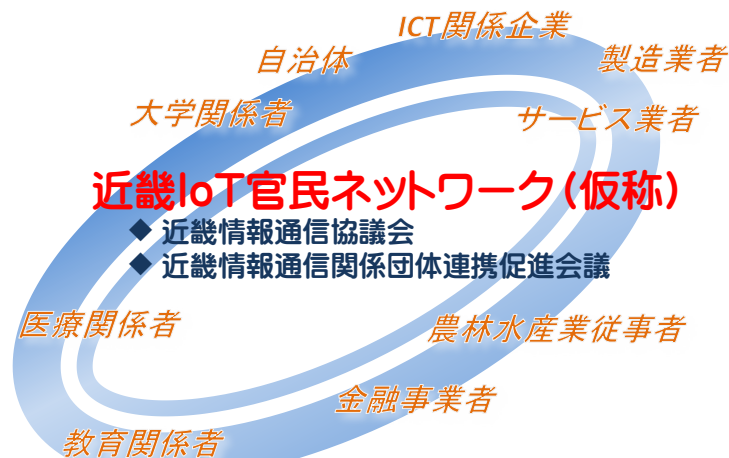 ICT関係企業
自治体
製造業者
大学関係者
サービス業者
近畿IoT官民ネットワーク（仮称）
◆ 近畿情報通信協議会
◆ 近畿情報通信関係団体連携促進会議
医療関係者
農林水産業従事者
金融事業者
教育関係者